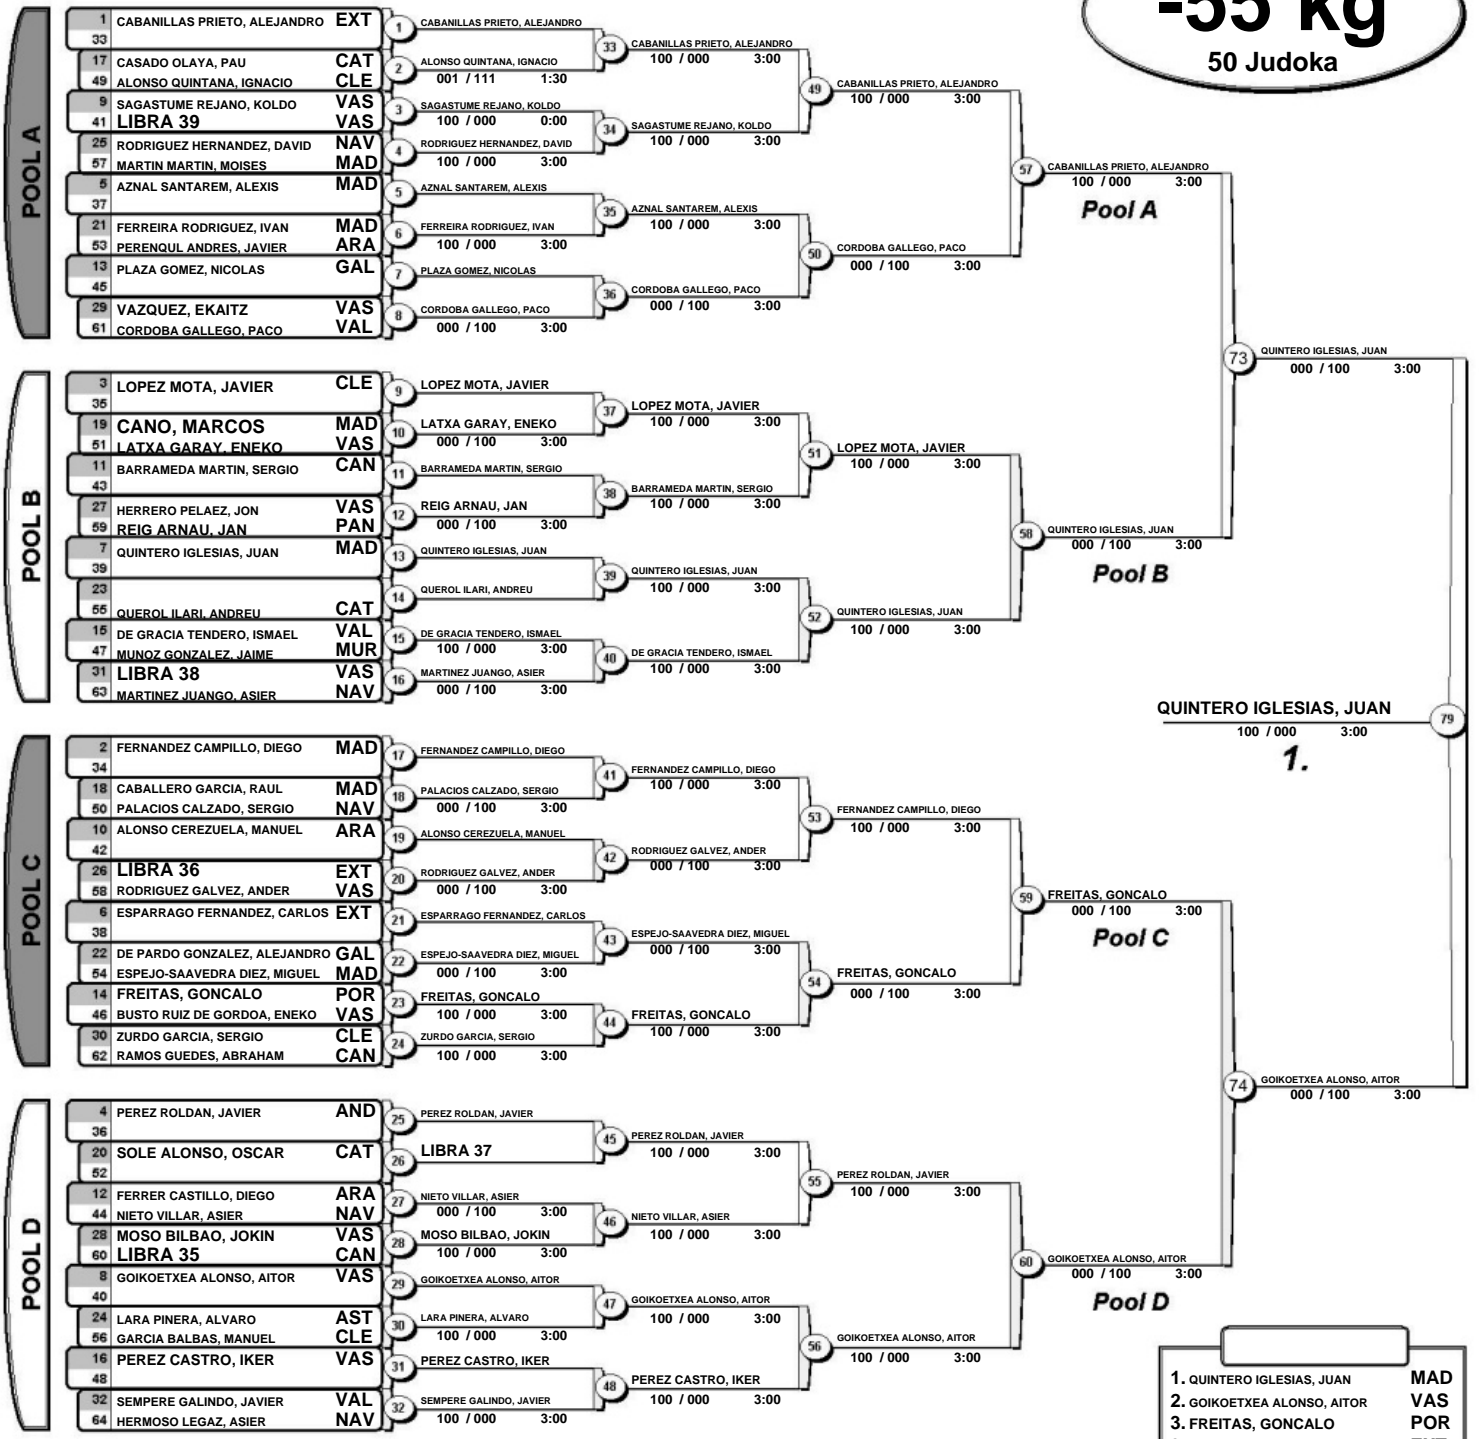 -55 kg
50 Judoka
POOL A
1 CABANILLAS PRIETO, ALEJANDRO EXT
33
17 CASADO OLAYA, PAU CAT
49 ALONSO QUINTANA, IGNACIO CLE
9 SAGASTUME REJANO, KOLDO VAS
41 LIBRA 39 VAS
25 RODRIGUEZ HERNANDEZ, DAVID NAV
57 MARTIN MARTIN, MOISES MAD
5 AZNAL SANTAREM, ALEXIS MAD
37
21 FERREIRA RODRIGUEZ, IVAN MAD
53 PERENQUL ANDRES, JAVIER ARA
13 PLAZA GOMEZ, NICOLAS GAL
45
29 VAZQUEZ, EKAITZ VAS
61 CORDOBA GALLEGO, PACO VAL
1 CABANILLAS PRIETO, ALEJANDRO
2 ALONSO QUINTANA, IGNACIO
001 / 111 1:30
3 SAGASTUME REJANO, KOLDO
100 / 000 0:00
4 RODRIGUEZ HERNANDEZ, DAVID
100 / 000 3:00
5 AZNAL SANTAREM, ALEXIS
6 FERREIRA RODRIGUEZ, IVAN
100 / 000 3:00
7 PLAZA GOMEZ, NICOLAS
8 CORDOBA GALLEGO, PACO
000 / 100 3:00
33 CABANILLAS PRIETO, ALEJANDRO
100 / 000 3:00
34 SAGASTUME REJANO, KOLDO
100 / 000 3:00
35 AZNAL SANTAREM, ALEXIS
100 / 000 3:00
36 CORDOBA GALLEGO, PACO
000 / 100 3:00
49 CABANILLAS PRIETO, ALEJANDRO
100 / 000 3:00
50 CORDOBA GALLEGO, PACO
000 / 100 3:00
57 CABANILLAS PRIETO, ALEJANDRO
100 / 000 3:00
Pool A
POOL B
3 LOPEZ MOTA, JAVIER CLE
35
19 CANO, MARCOS MAD
51 LATXA GARAY, ENEKO VAS
11 BARRAMEDA MARTIN, SERGIO CAN
43
27 HERRERO PELAEZ, JON VAS
59 REIG ARNAU, JAN PAN
7 QUINTERO IGLESIAS, JUAN MAD
39
23
55 QUEROL ILARI, ANDREU CAT
15 DE GRACIA TENDERO, ISMAEL VAL
47 MUNOZ GONZALEZ, JAIME MUR
31 LIBRA 38 VAS
63 MARTINEZ JUANGO, ASIER NAV
9 LOPEZ MOTA, JAVIER
10 LATXA GARAY, ENEKO
000 / 100 3:00
11 BARRAMEDA MARTIN, SERGIO
12 REIG ARNAU, JAN
000 / 100 3:00
13 QUINTERO IGLESIAS, JUAN
14 QUEROL ILARI, ANDREU
15 DE GRACIA TENDERO, ISMAEL
100 / 000 3:00
16 MARTINEZ JUANGO, ASIER
000 / 100 3:00
37 LOPEZ MOTA, JAVIER
100 / 000 3:00
38 BARRAMEDA MARTIN, SERGIO
100 / 000 3:00
39 QUINTERO IGLESIAS, JUAN
100 / 000 3:00
40 DE GRACIA TENDERO, ISMAEL
100 / 000 3:00
51 LOPEZ MOTA, JAVIER
100 / 000 3:00
52 QUINTERO IGLESIAS, JUAN
100 / 000 3:00
58 QUINTERO IGLESIAS, JUAN
000 / 100 3:00
Pool B
73 QUINTERO IGLESIAS, JUAN
000 / 100 3:00
QUINTERO IGLESIAS, JUAN 79
100 / 000 3:00
1.
POOL C
2 FERNANDEZ CAMPILLO, DIEGO MAD
34
18 CABALLERO GARCIA, RAUL MAD
50 PALACIOS CALZADO, SERGIO NAV
10 ALONSO CEREZUELA, MANUEL ARA
42
26 LIBRA 36 EXT
58 RODRIGUEZ GALVEZ, ANDER VAS
6 ESPARRAGO FERNANDEZ, CARLOS EXT
38
22 DE PARDO GONZALEZ, ALEJANDRO GAL
54 ESPEJO-SAAVEDRA DIEZ, MIGUEL MAD
14 FREITAS, GONCALO POR
46 BUSTO RUIZ DE GORDOA, ENEKO VAS
30 ZURDO GARCIA, SERGIO CLE
62 RAMOS GUEDES, ABRAHAM CAN
17 FERNANDEZ CAMPILLO, DIEGO
18 PALACIOS CALZADO, SERGIO
000 / 100 3:00
19 ALONSO CEREZUELA, MANUEL
20 RODRIGUEZ GALVEZ, ANDER
000 / 100 3:00
21 ESPARRAGO FERNANDEZ, CARLOS
22 ESPEJO-SAAVEDRA DIEZ, MIGUEL
000 / 100 3:00
23 FREITAS, GONCALO
100 / 000 3:00
24 ZURDO GARCIA, SERGIO
100 / 000 3:00
41 FERNANDEZ CAMPILLO, DIEGO
100 / 000 3:00
42 RODRIGUEZ GALVEZ, ANDER
000 / 100 3:00
43 ESPEJO-SAAVEDRA DIEZ, MIGUEL
000 / 100 3:00
44 FREITAS, GONCALO
100 / 000 3:00
53 FERNANDEZ CAMPILLO, DIEGO
100 / 000 3:00
54 FREITAS, GONCALO
000 / 100 3:00
59 FREITAS, GONCALO
000 / 100 3:00
Pool C
74 GOIKOETXEA ALONSO, AITOR
000 / 100 3:00
POOL D
4 PEREZ ROLDAN, JAVIER AND
36
20 SOLE ALONSO, OSCAR CAT
52
12 FERRER CASTILLO, DIEGO ARA
44 NIETO VILLAR, ASIER NAV
28 MOSO BILBAO, JOKIN VAS
60 LIBRA 35 CAN
8 GOIKOETXEA ALONSO, AITOR VAS
40
24 LARA PINERA, ALVARO AST
56 GARCIA BALBAS, MANUEL CLE
16 PEREZ CASTRO, IKER VAS
48
32 SEMPERE GALINDO, JAVIER VAL
64 HERMOSO LEGAZ, ASIER NAV
25 PEREZ ROLDAN, JAVIER
26 LIBRA 37
27 NIETO VILLAR, ASIER
000 / 100 3:00
28 MOSO BILBAO, JOKIN
100 / 000 3:00
29 GOIKOETXEA ALONSO, AITOR
30 LARA PINERA, ALVARO
100 / 000 3:00
31 PEREZ CASTRO, IKER
32 SEMPERE GALINDO, JAVIER
100 / 000 3:00
45 PEREZ ROLDAN, JAVIER
100 / 000 3:00
46 NIETO VILLAR, ASIER
100 / 000 3:00
47 GOIKOETXEA ALONSO, AITOR
100 / 000 3:00
48 PEREZ CASTRO, IKER
100 / 000 3:00
55 PEREZ ROLDAN, JAVIER
100 / 000 3:00
56 GOIKOETXEA ALONSO, AITOR
100 / 000 3:00
60 GOIKOETXEA ALONSO, AITOR
000 / 100 3:00
Pool D
1. QUINTERO IGLESIAS, JUAN MAD
2. GOIKOETXEA ALONSO, AITOR VAS
3. FREITAS, GONCALO POR